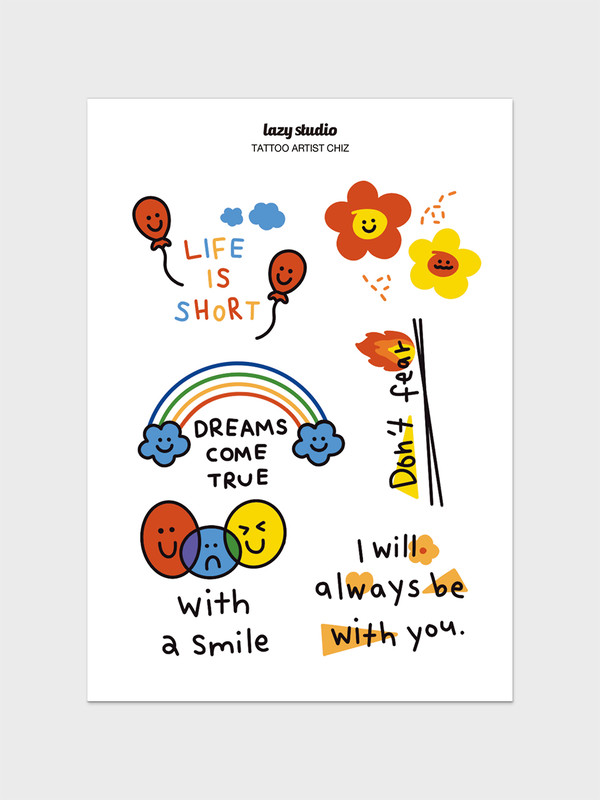 lazy studio
TATTOO ARTIST CHIZ
LIFE
IS
SHORT
Don't fear
DREAMS
COME
TRUE
with
a smile
I will
always be
with you.